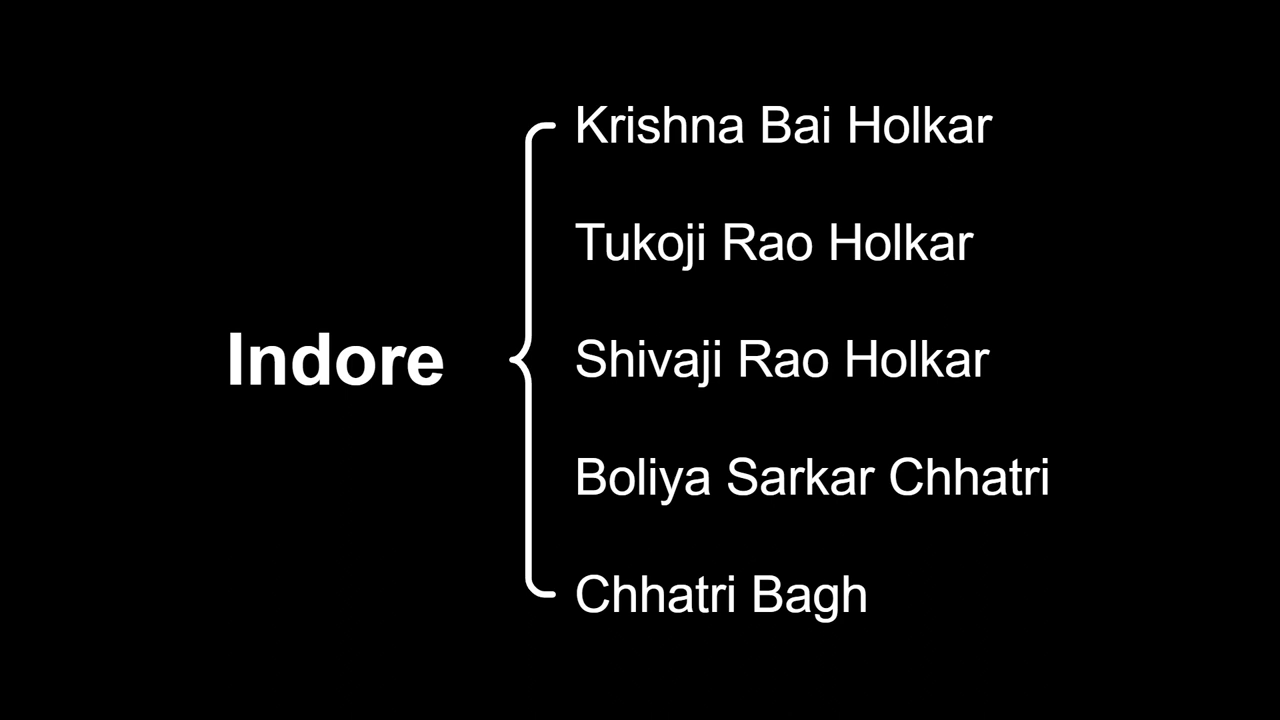 Indore
Krishna Bai Holkar
Tukoji Rao Holkar
Shivaji Rao Holkar
Boliya Sarkar Chhatri
Chhatri Bagh